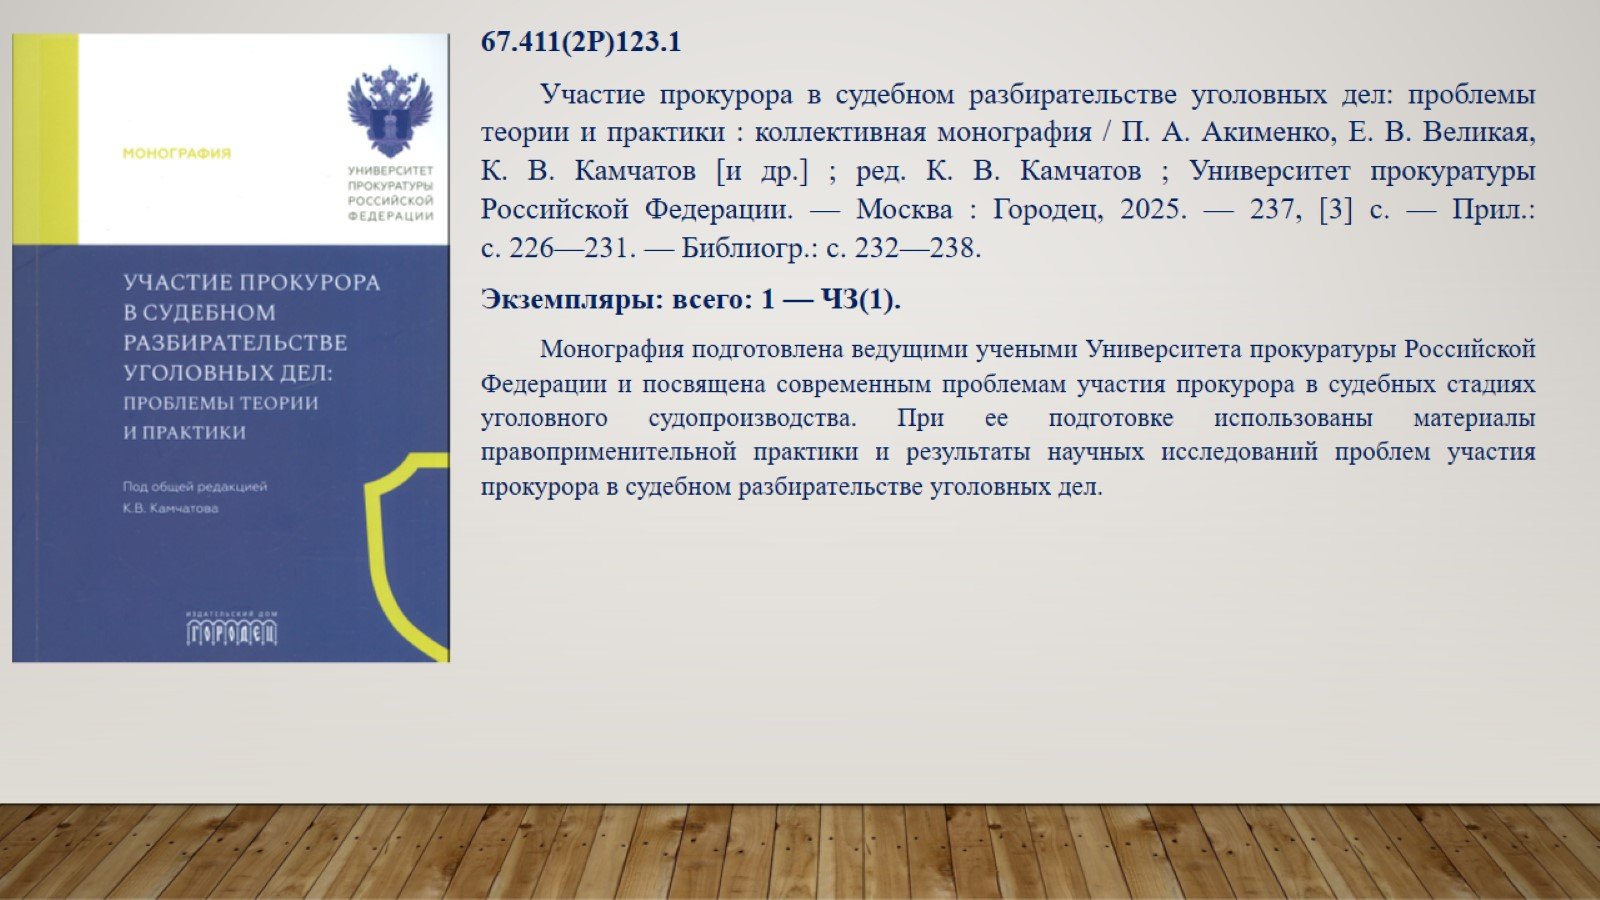 МОНОГРАФИЯ
УНИВЕРСИТЕТ
ПРОКУРАТУРЫ
РОССИЙСКОЙ
ФЕДЕРАЦИИ
УЧАСТИЕ ПРОКУРОРА
В СУДЕБНОМ
РАЗБИРАТЕЛЬСТВЕ
УГОЛОВНЫХ ДЕЛ:
ПРОБЛЕМЫ ТЕОРИИ
И ПРАКТИКИ
Под общей редакцией
К.В. Камчатова
ИЗДАТЕЛЬСКИЙ ДОМ
ГОРОДЕЦ
67.411(2Р)123.1
Участие прокурора в судебном разбирательстве уголовных дел: проблемы
теории и практики : коллективная монография / П. А. Акименко, Е. В. Великая,
К. В. Камчатов [и др.] ; ред. К. В. Камчатов ; Университет прокуратуры
Российской Федерации. — Москва : Городец, 2025. — 237, [3] с. — Прил.:
с. 226—231. — Библиогр.: с. 232—238.
Экземпляры: всего: 1 — ЧЗ(1).
Монография подготовлена ведущими учеными Университета прокуратуры Российской
Федерации и посвящена современным проблемам участия прокурора в судебных стадиях
уголовного судопроизводства. При ее подготовке использованы материалы
правоприменительной практики и результаты научных исследований проблем участия
прокурора в судебном разбирательстве уголовных дел.